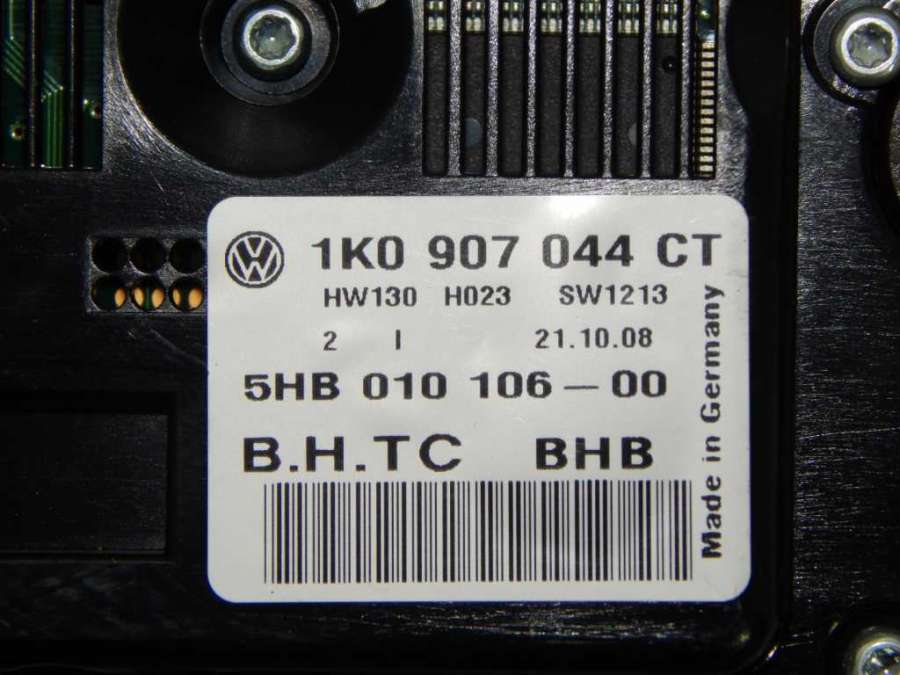 1K0 907 044 CT
HW130 H023 SW1213
2 I 21.10.08
5HB 010 106-00
B.H.TC BHB
Made in Germany